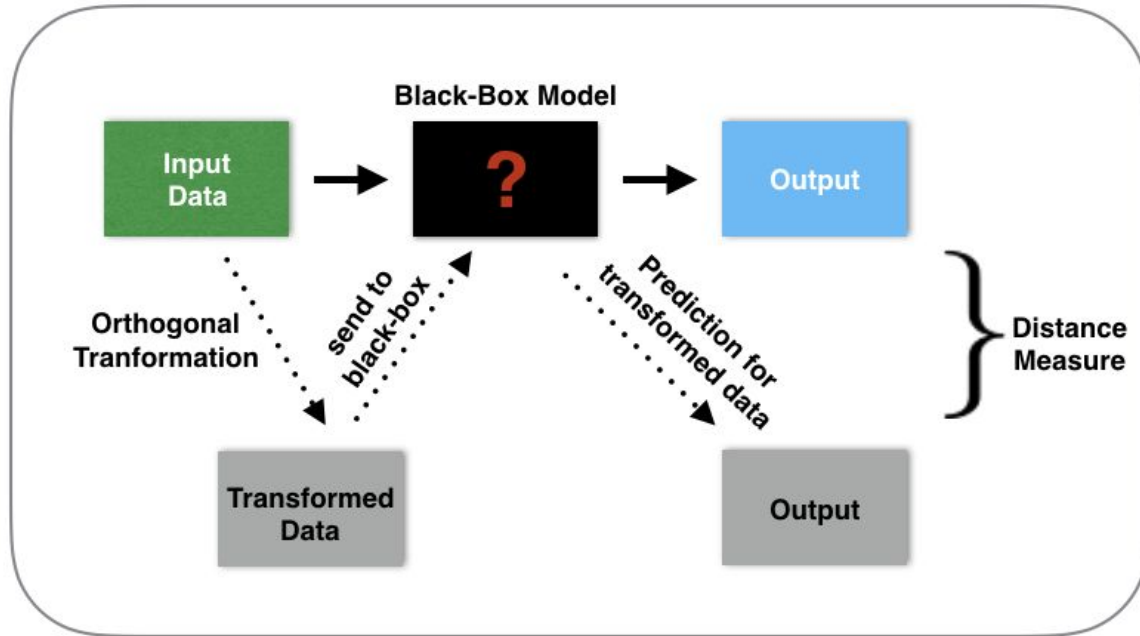 Black-Box Model
Input
Data
?
Output
Orthogonal
Tranformation
send to
black-box
Prediction for
transformed data
Distance
Measure
Transformed
Data
Output